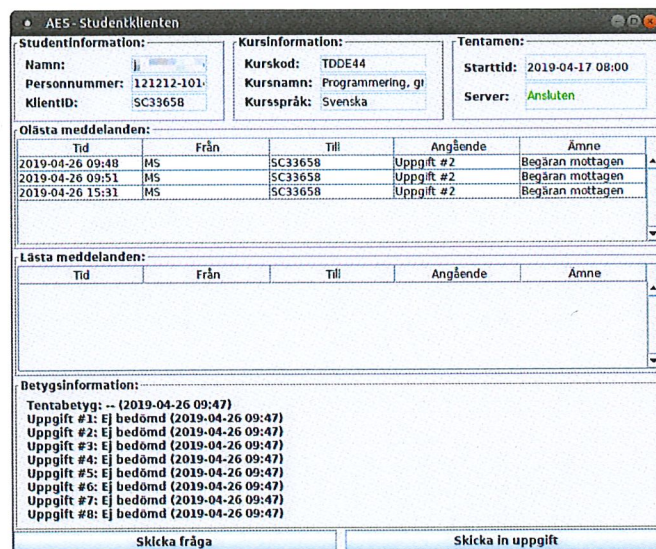 AES - Studentklienten
Studentinformation:
Namn:
Personnummer: 121212-101
KlientID: SC33658
Kursinformation:
Kurskod: TDDE44
Kursnamn: Programmering, gr
Kursspråk: Svenska
Tentamen:
Starttid: 2019-04-17 08:00
Server: Ansluten
Olästa meddelanden:
Tid Från Till Angående Ämne
2019-04-26 09:48 MS SC33658 Uppgift #2 Begäran mottagen
2019-04-26 09:51 MS SC33658 Uppgift #2 Begäran mottagen
2019-04-26 15:31 MS SC33658 Uppgift #2 Begäran mottagen
Lästa meddelanden:
Tid Från Till Angående Ämne
Betygsinformation:
Tentabetyg: -- (2019-04-26 09:47)
Uppgift #1: Ej bedömd (2019-04-26 09:47)
Uppgift #2: Ej bedömd (2019-04-26 09:47)
Uppgift #3: Ej bedömd (2019-04-26 09:47)
Uppgift #4: Ej bedömd (2019-04-26 09:47)
Uppgift #5: Ej bedömd (2019-04-26 09:47)
Uppgift #6: Ej bedömd (2019-04-26 09:47)
Uppgift #7: Ej bedömd (2019-04-26 09:47)
Uppgift #8: Ej bedömd (2019-04-26 09:47)
Skicka fråga
Skicka in uppgift